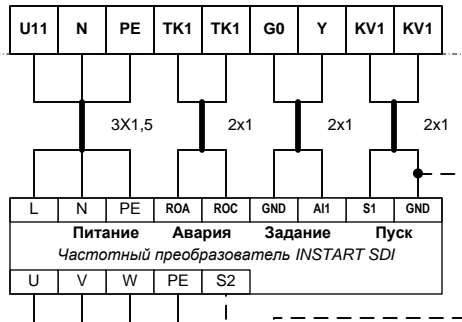 U11 N PE TK1 TK1 G0 Y KV1 KV1
3X1,5 2x1 2x1 2x1
L N PE ROA ROC GND AI1 S1 GND
Питание Авария Задание Пуск
Частотный преобразователь INSTART SDI
U V W PE S2